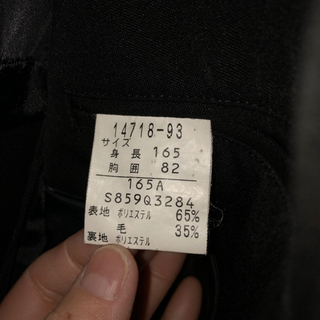 14718-93
サイズ
身長 165
胸囲 82
165A
S859Q3284
表地 ポリエステル 65%
毛 35%
裏地 ポリエステル